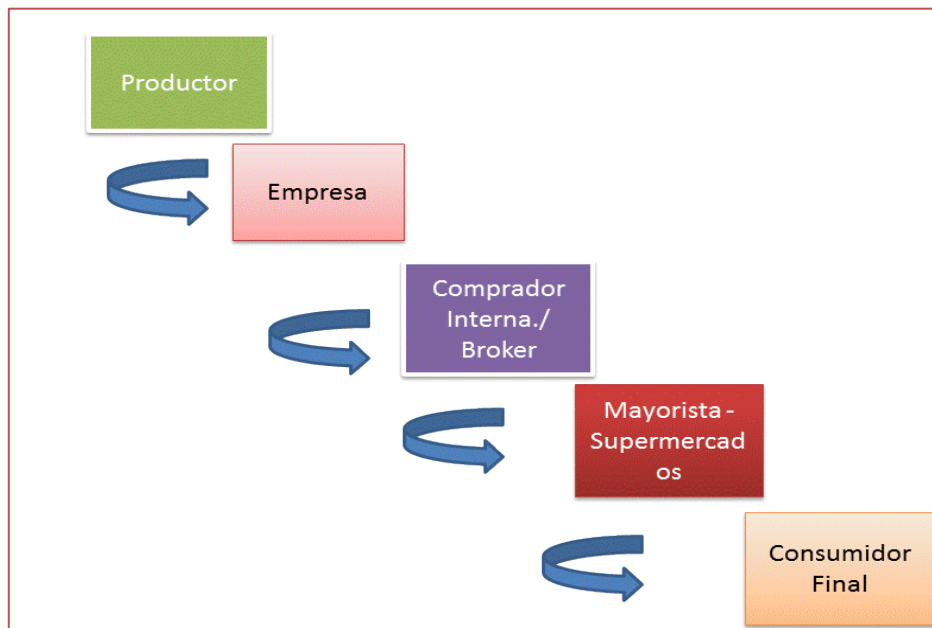 Productor
Empresa
Comprador
Interna./
Broker
Mayorista -
Supermercad
os
Consumidor
Final